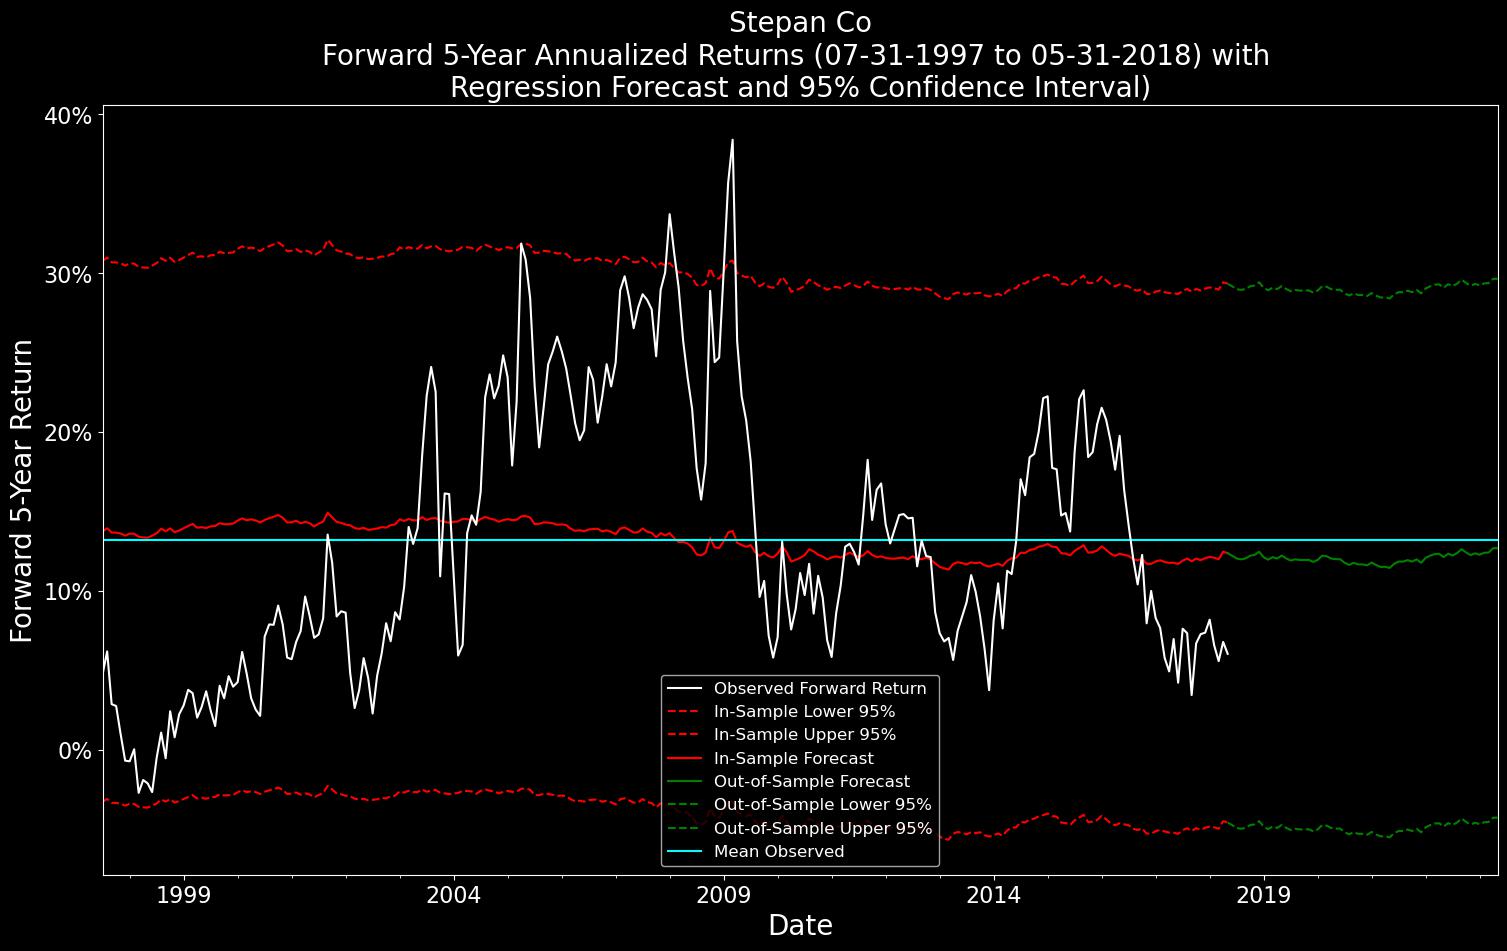 Stepan Co
Forward 5-Year Annualized Returns (07-31-1997 to 05-31-2018) with
Regression Forecast and 95% Confidence Interval)
Forward 5-Year Return
40%
30%
20%
10%
0%
Observed Forward Return
In-Sample Lower 95%
In-Sample Upper 95%
In-Sample Forecast
Out-of-Sample Forecast
Out-of-Sample Lower 95%
Out-of-Sample Upper 95%
Mean Observed
1999
2004
2009
2014
2019
Date